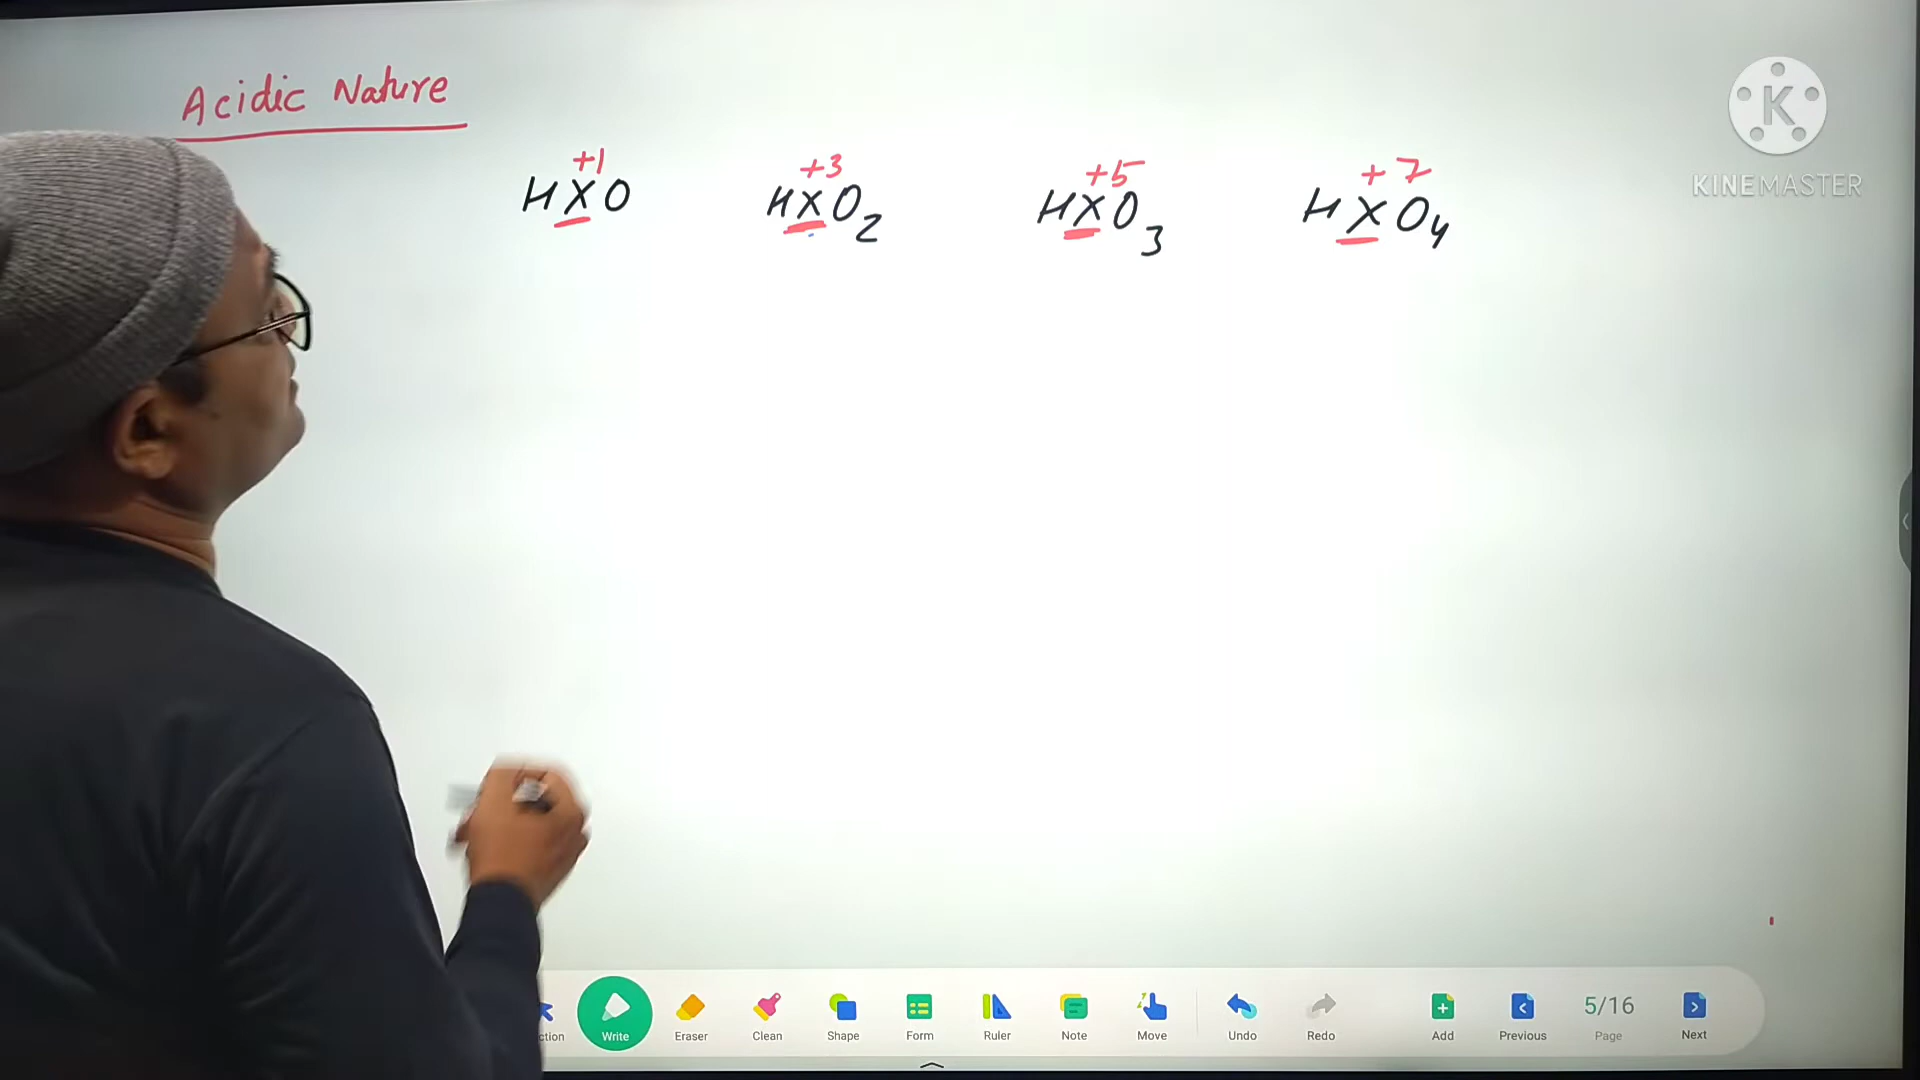 Acidic Nature
+1 +3 +5 +7
HXO HXO2 HXO3 HXO4
K
KINEMASTER
ction Write Eraser Clean Shape Form Ruler Note Move Undo Redo Add Previous 5/16 Page Next